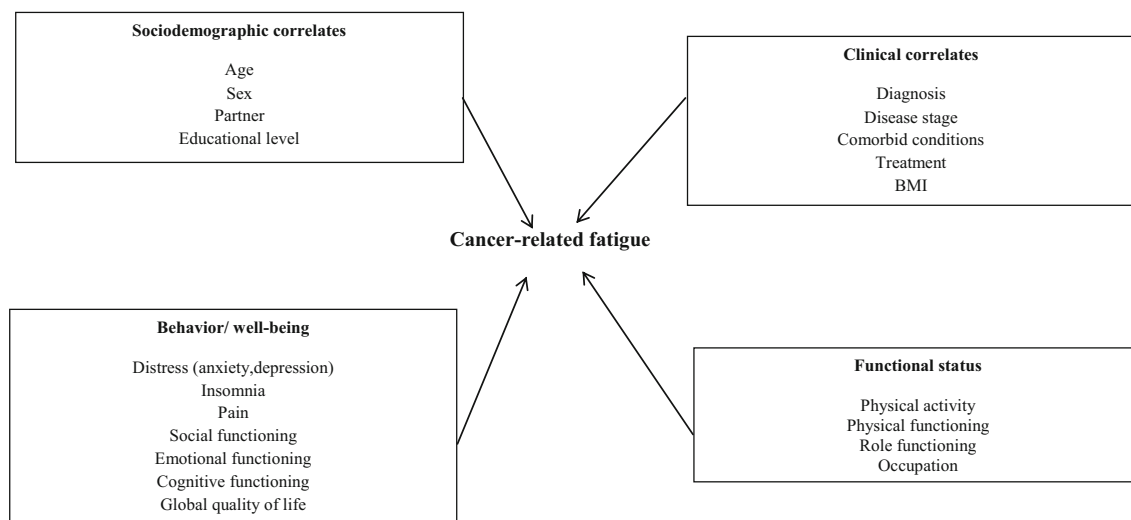 Sociodemographic correlates
Age
Sex
Partner
Educational level
Clinical correlates
Diagnosis
Disease stage
Comorbid conditions
Treatment
BMI
Cancer-related fatigue
Behavior/ well-being
Distress (anxiety,depression)
Insomnia
Pain
Social functioning
Emotional functioning
Cognitive functioning
Global quality of life
Functional status
Physical activity
Physical functioning
Role functioning
Occupation